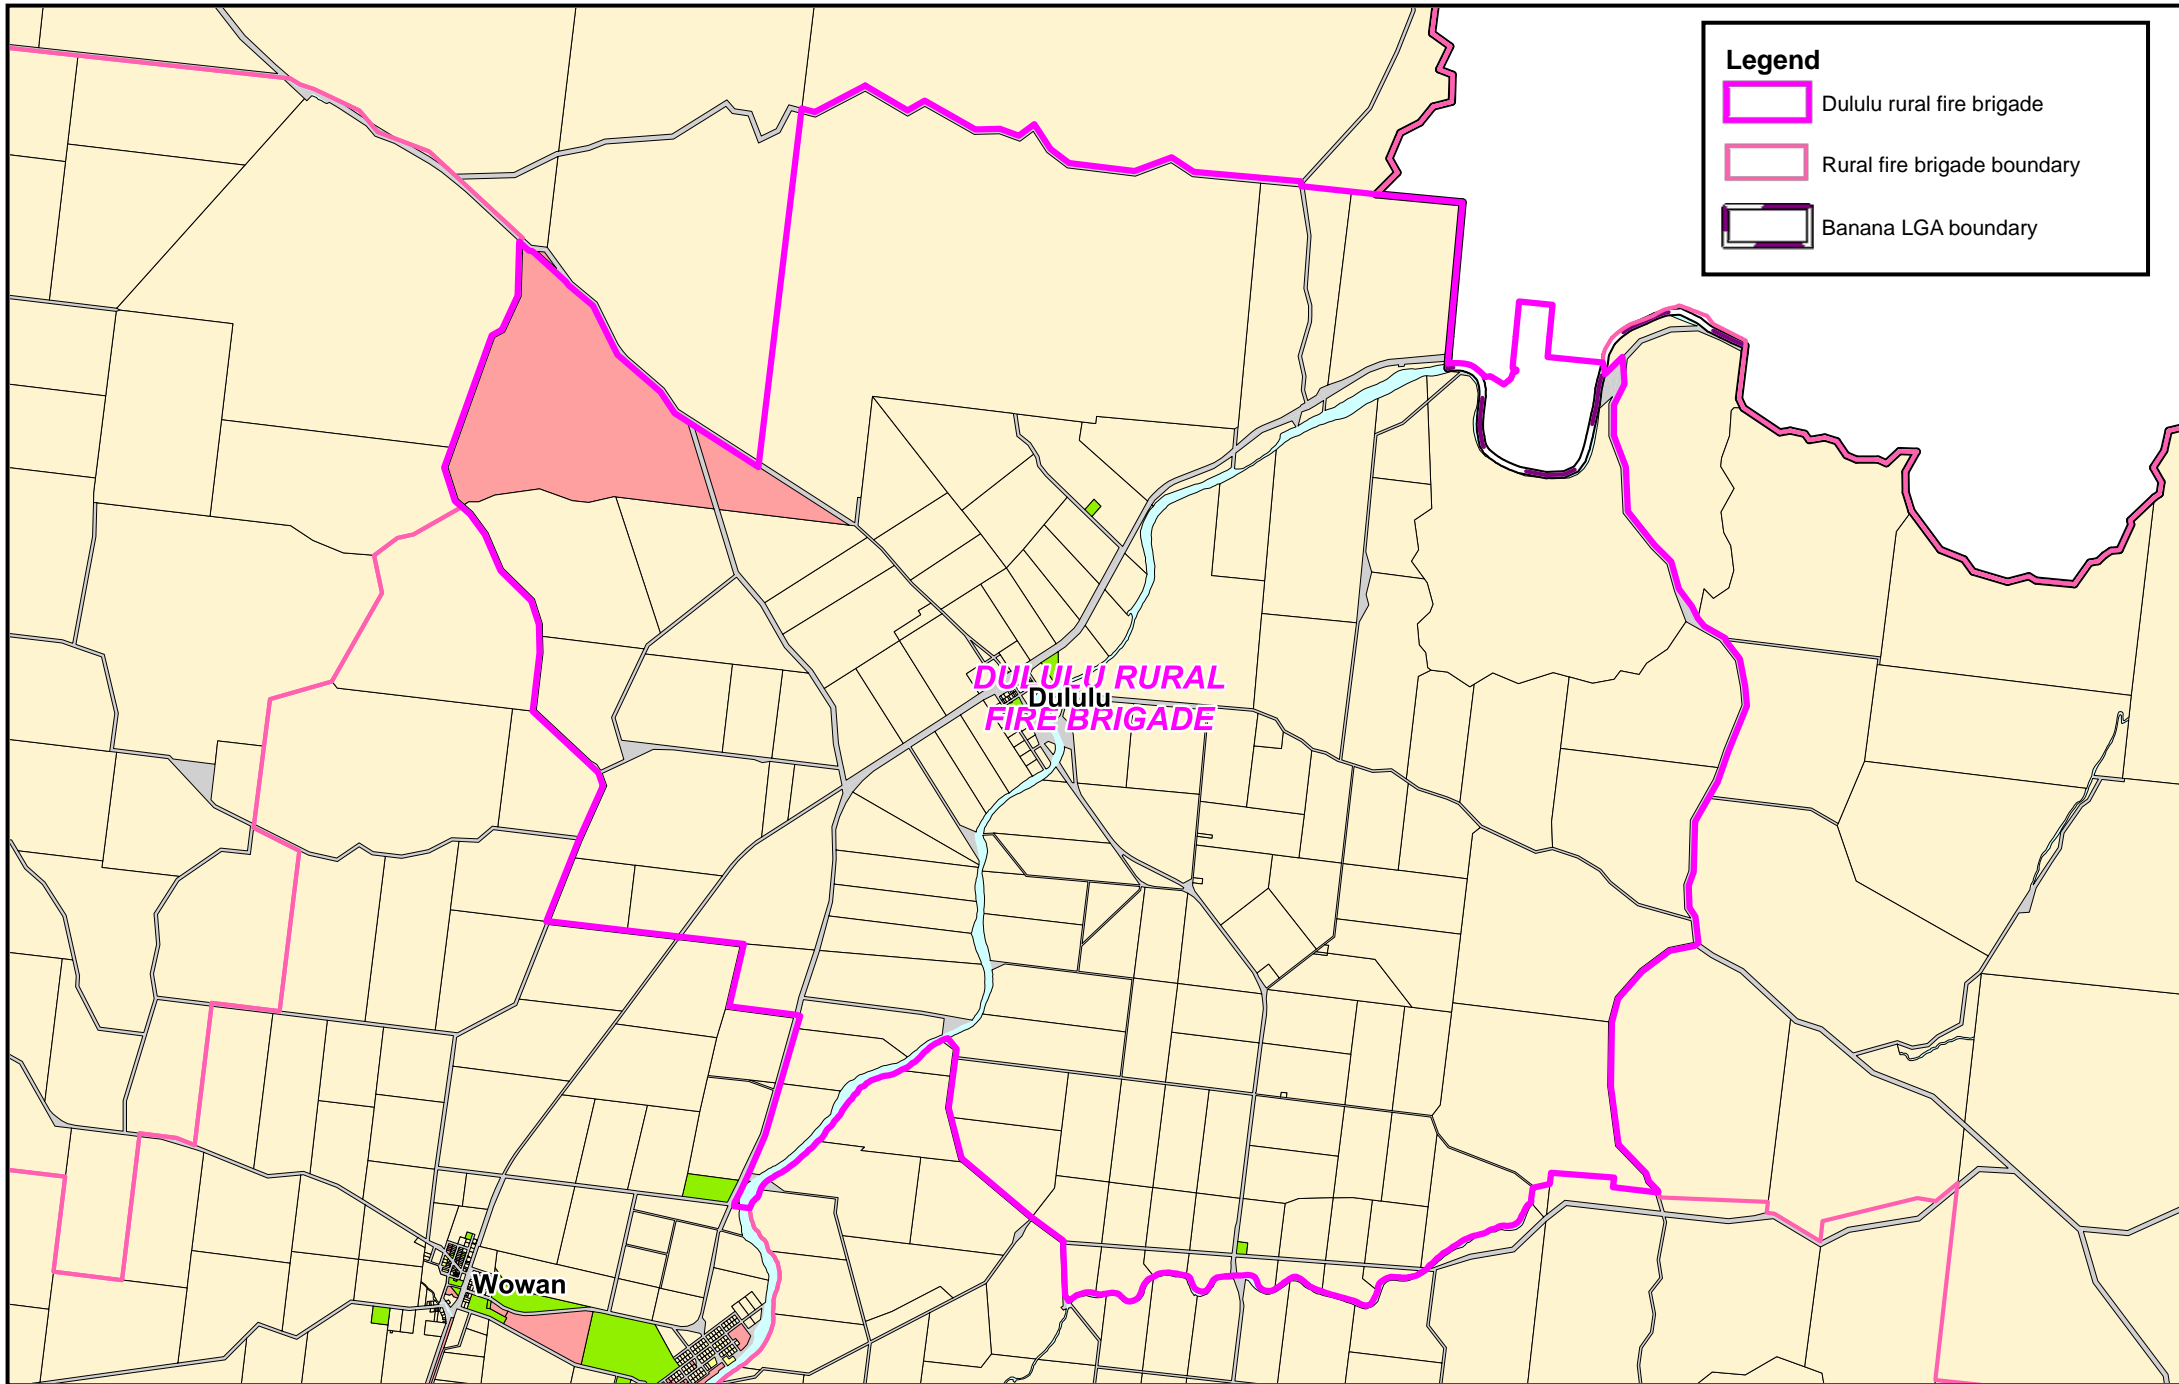 Legend
Dululu rural fire brigade
Rural fire brigade boundary
Banana LGA boundary
DULULU RURAL
Dululu
FIRE BRIGADE
Wowan